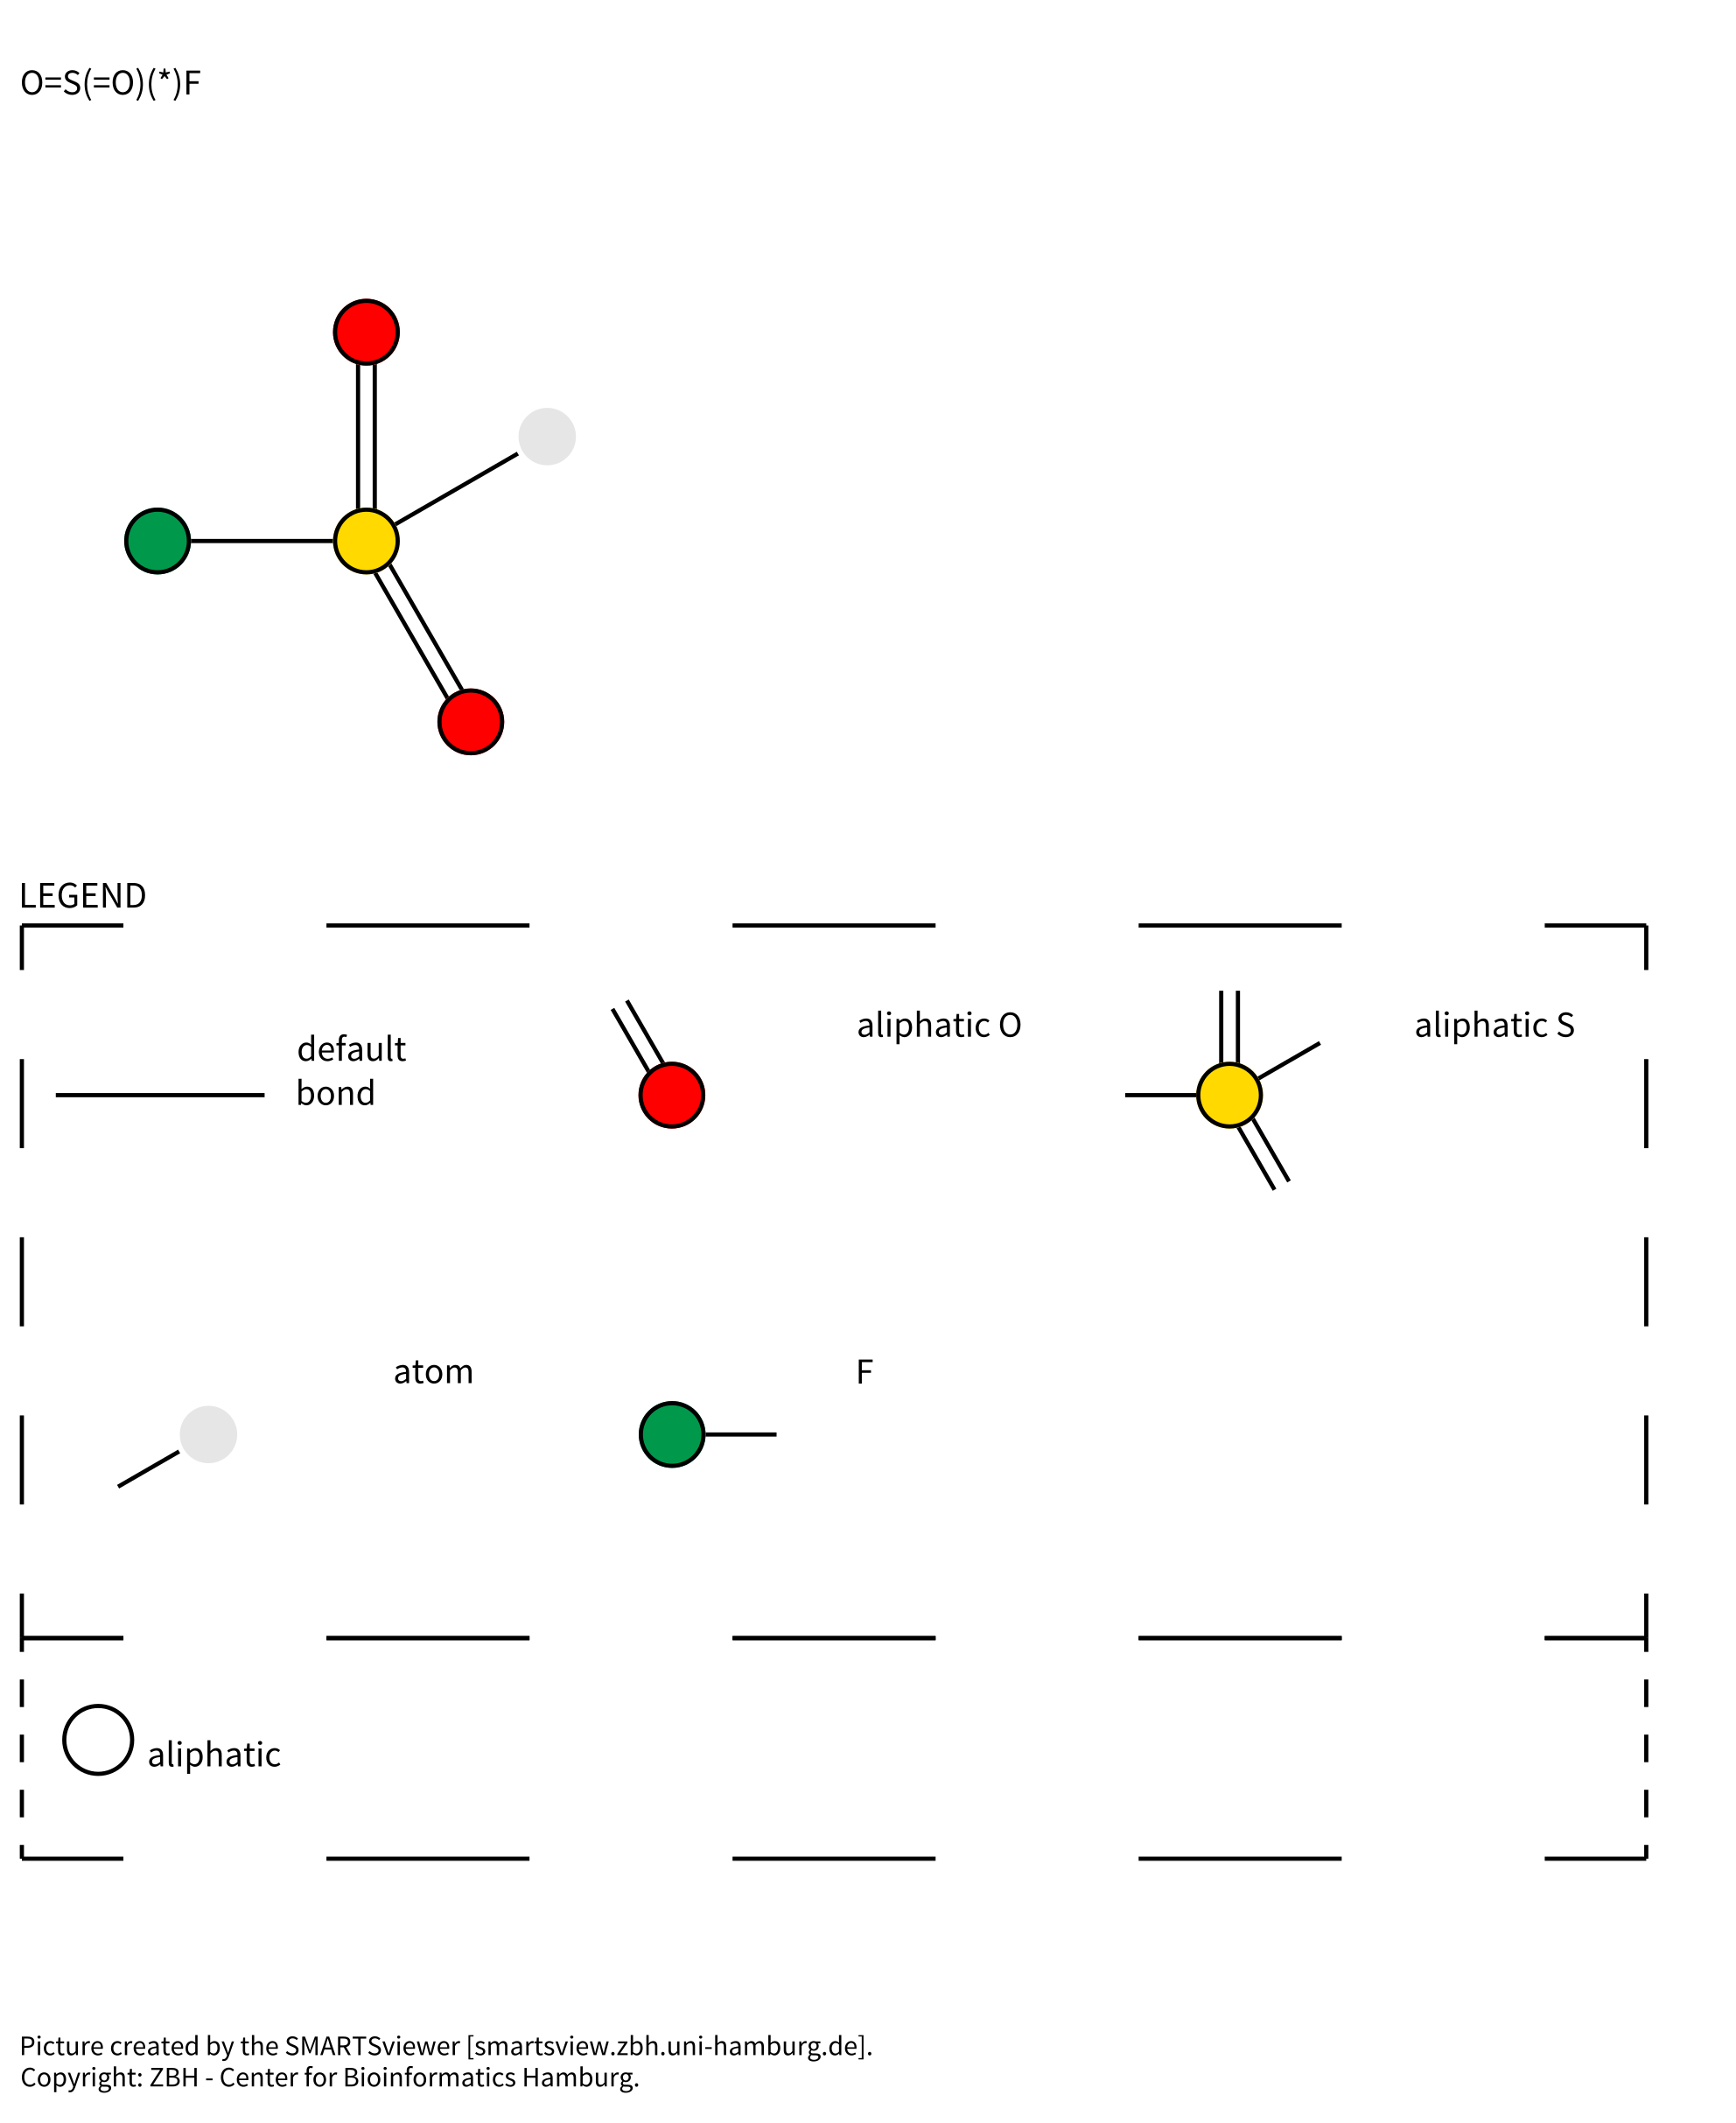 O=S(=O)(*)F
LEGEND
default
bond
aliphatic O
aliphatic S
atom
F
aliphatic
Picture created by the SMARTSviewer [smartsview.zbh.uni-hamburg.de].
Copyright: ZBH - Center for Bioinformatics Hamburg.